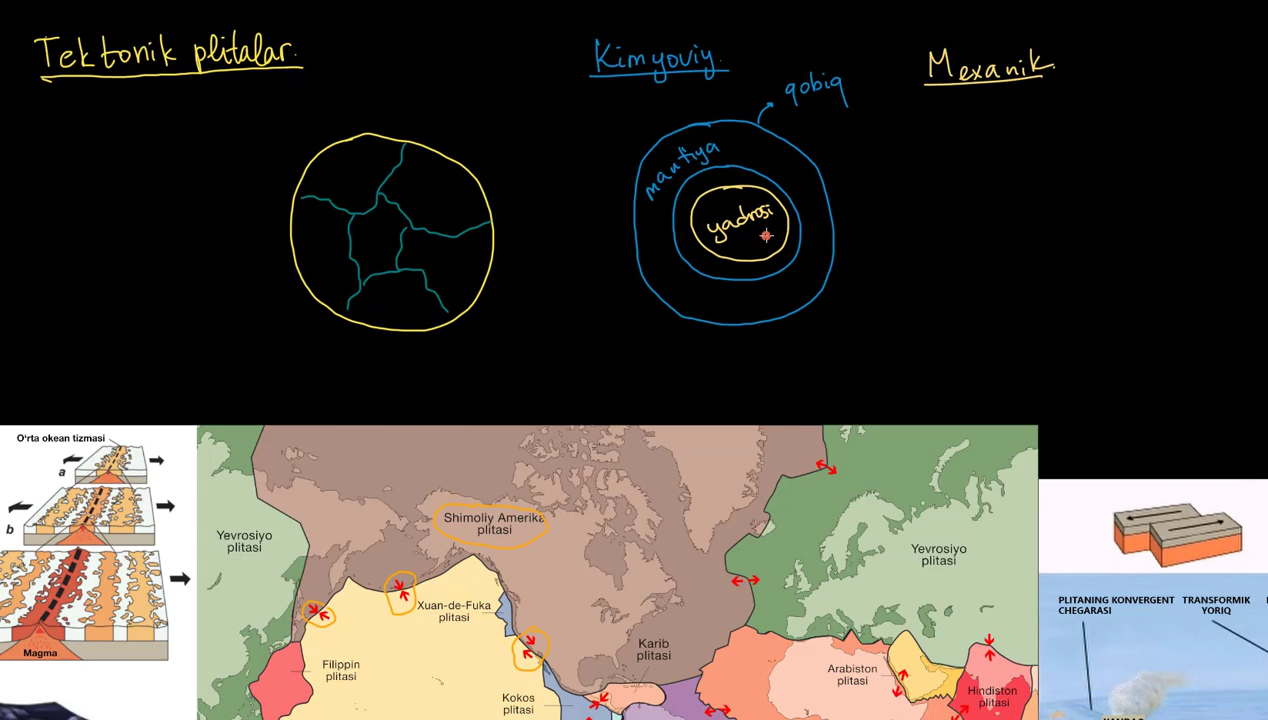 Tektonik plitalar.
Kimyoviy.
Mexanik.
qobiq
mantiya
yadrosi
O'rta okean tizmasi
a
b
Magma
Yevrosiyo
plitasi
Shimoliy Amerika
plitasi
Xuan-de-Fuka
plitasi
Filippin
plitasi
Kokos
plitasi
Karib
plitasi
Yevrosiyo
plitasi
Arabiston
plitasi
Hindiston
plitasi
PLITANING KONVERGENT
CHEGARASI
TRANSFORMIK
YORIQ